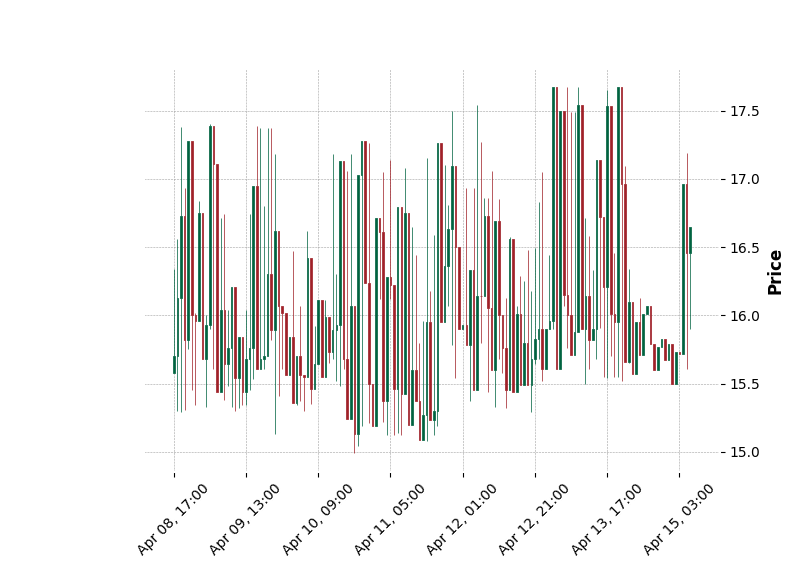 17.5
17.0
16.5
16.0
15.5
15.0
Price
Apr 08, 17:00
Apr 09, 13:00
Apr 10, 09:00
Apr 11, 05:00
Apr 12, 01:00
Apr 12, 21:00
Apr 13, 17:00
Apr 15, 03:00